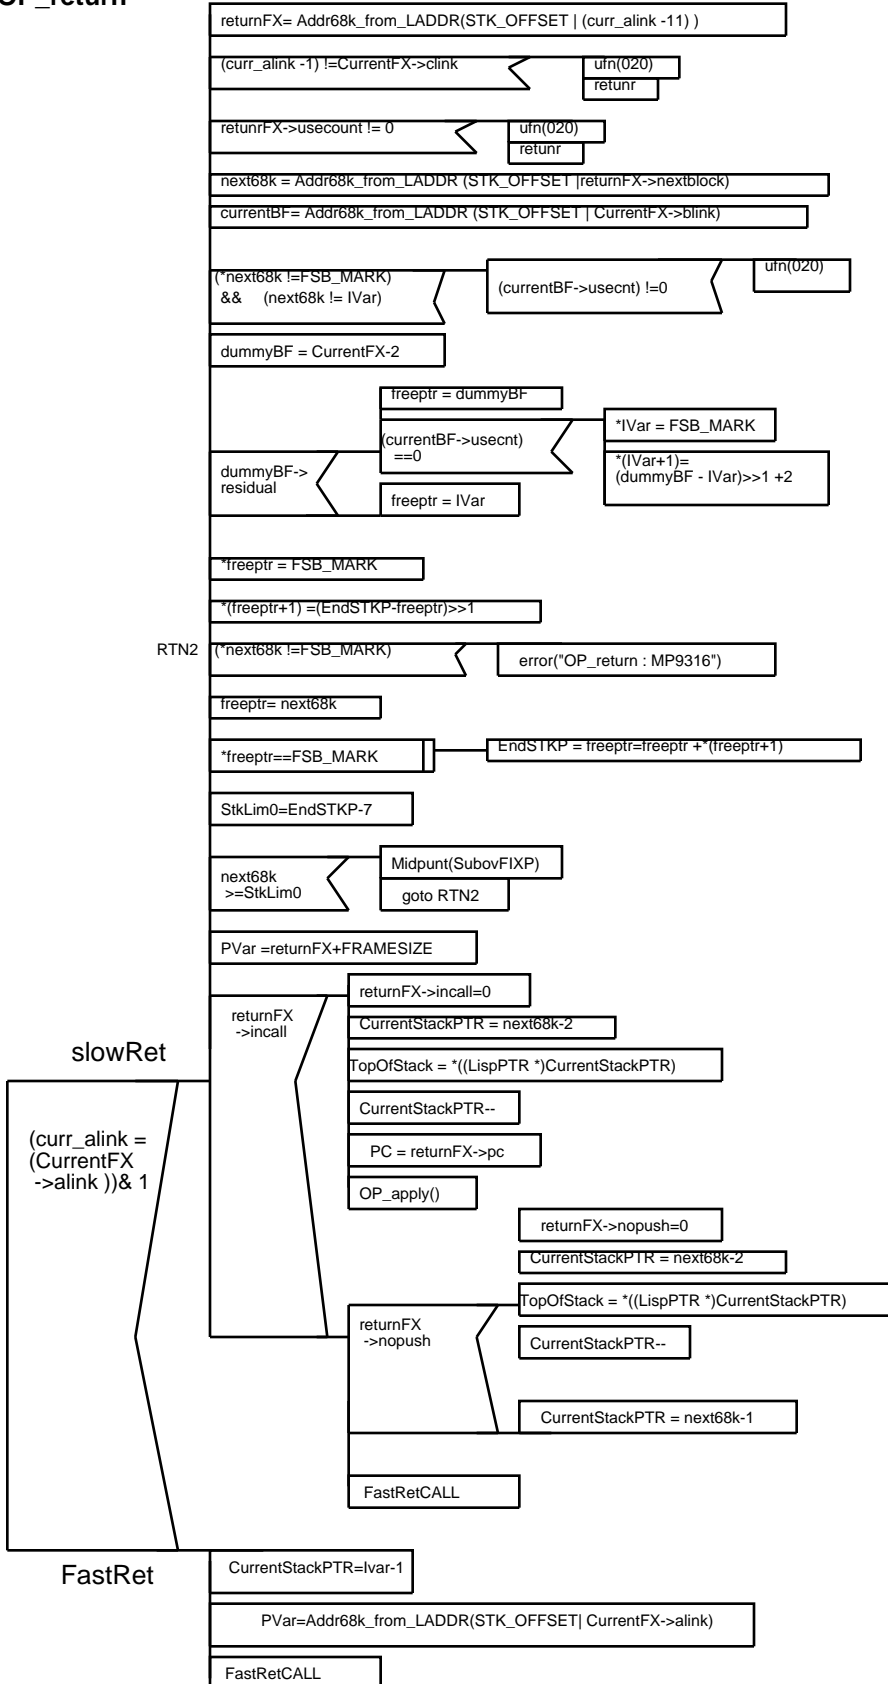 OP_return
returnFX= Addr68k_from_LADDR(STK_OFFSET | (curr_alink -11) )
(curr_alink -1) !=CurrentFX->clink
ufn(020)
retunr
retunrFX->usecount != 0
ufn(020)
retunr
next68k = Addr68k_from_LADDR (STK_OFFSET |returnFX->nextblock)
currentBF= Addr68k_from_LADDR (STK_OFFSET | CurrentFX->blink)
(*next68k !=FSB_MARK)
&& (next68k != IVar)
(currentBF->usecnt) !=0
ufn(020)
dummyBF = CurrentFX-2
dummyBF->
residual
freeptr = dummyBF
(currentBF->usecnt)
==0
*IVar = FSB_MARK
*(IVar+1)=
(dummyBF - IVar)>>1 +2
freeptr = IVar
*freeptr = FSB_MARK
*(freeptr+1) =(EndSTKP-freeptr)>>1
RTN2
(*next68k !=FSB_MARK)
error("OP_return : MP9316")
freeptr= next68k
*freeptr==FSB_MARK
EndSTKP = freeptr=freeptr +*(freeptr+1)
StkLim0=EndSTKP-7
next68k
>=StkLim0
Midpunt(SubovFIXP)
goto RTN2
PVar =returnFX+FRAMESIZE
returnFX
->incall
returnFX->incall=0
CurrentStackPTR = next68k-2
TopOfStack = *((LispPTR *)CurrentStackPTR)
CurrentStackPTR--
PC = returnFX->pc
OP_apply()
slowRet
(curr_alink =
(CurrentFX
->alink ))& 1
returnFX
->nopush
returnFX->nopush=0
CurrentStackPTR = next68k-2
TopOfStack = *((LispPTR *)CurrentStackPTR)
CurrentStackPTR--
CurrentStackPTR = next68k-1
FastRetCALL
FastRet
CurrentStackPTR=Ivar-1
PVar=Addr68k_from_LADDR(STK_OFFSET| CurrentFX->alink)
FastRetCALL